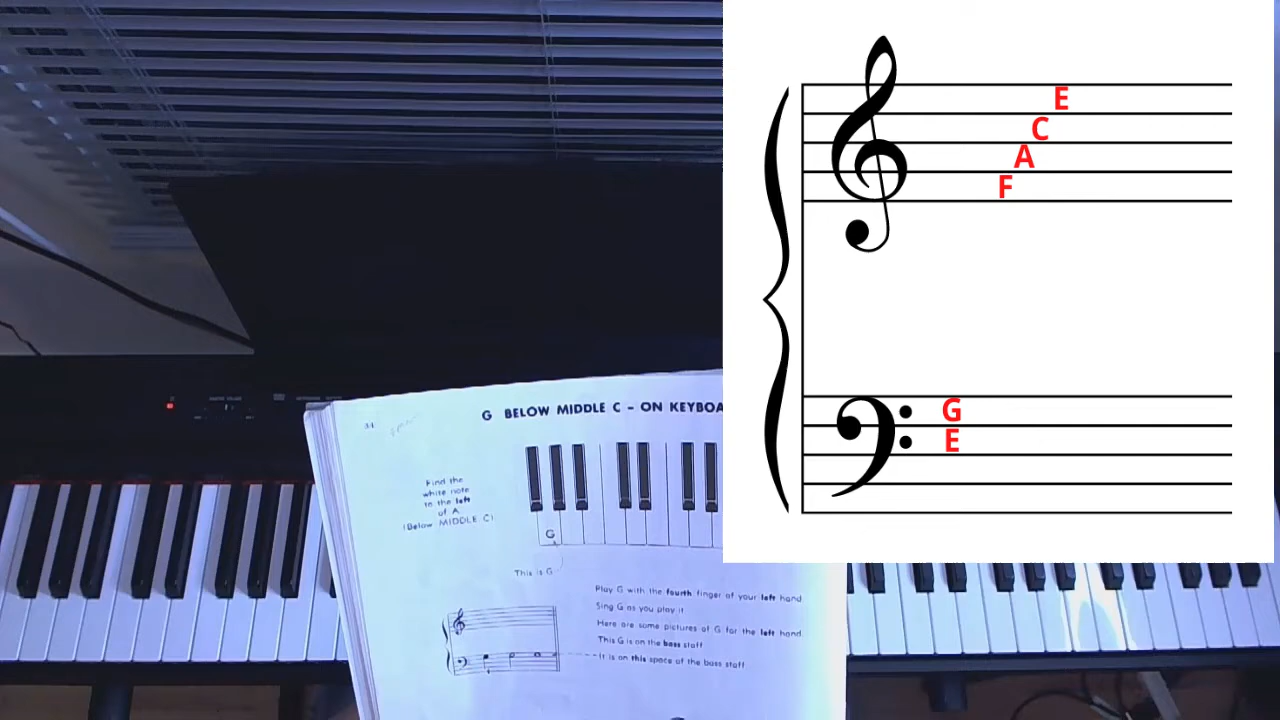 34
G BELOW MIDDLE C – ON KEYBOA
Find the
white note
to the left
of A
(Below MIDDLE C)
G
This is G
Play G with the fourth finger of your left hand
Sing G as you play it
Here are some pictures of G for the left hand
This G is on the bass staff
It is on this space of the bass staff
E
C
A
F
G
E